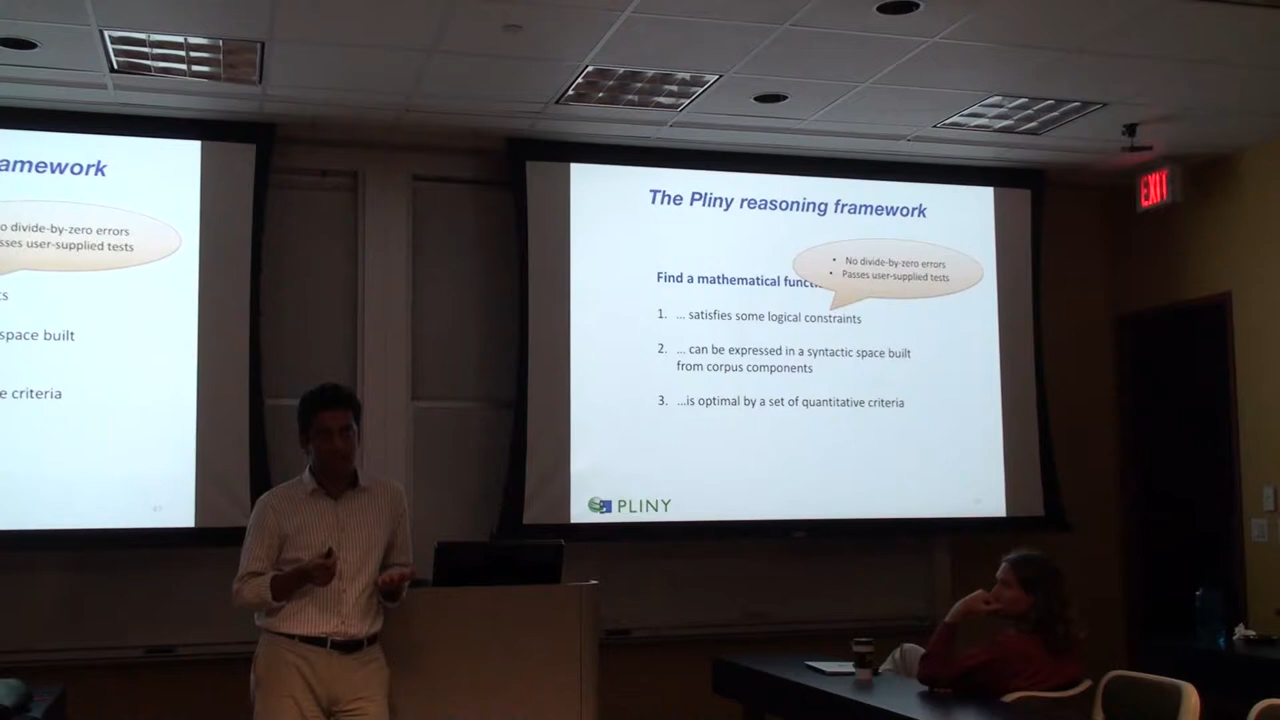 amework
o divide-by-zero errors
sses user-supplied tests
ts
space built
e criteria
47
The Pliny reasoning framework
• No divide-by-zero errors
• Passes user-supplied tests
Find a mathematical funct
1. ... satisfies some logical constraints
2. ... can be expressed in a syntactic space built
from corpus components
3. ...is optimal by a set of quantitative criteria
PLINY
EXIT